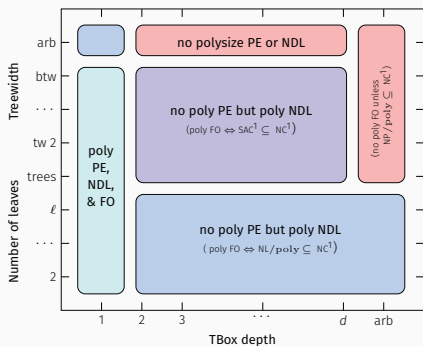 Treewidth
Number of leaves
arb
btw
...
tw 2
trees
ℓ
...
2
no polysize PE or NDL
(no poly FO unless
NP/poly ⊆ NC¹)
poly
PE,
NDL,
& FO
no poly PE but poly NDL
(poly FO ⇔ SAC¹ ⊆ NC¹)
no poly PE but poly NDL
( poly FO ⇔ NL/poly ⊆ NC¹)
1 2 3 ... d arb
TBox depth